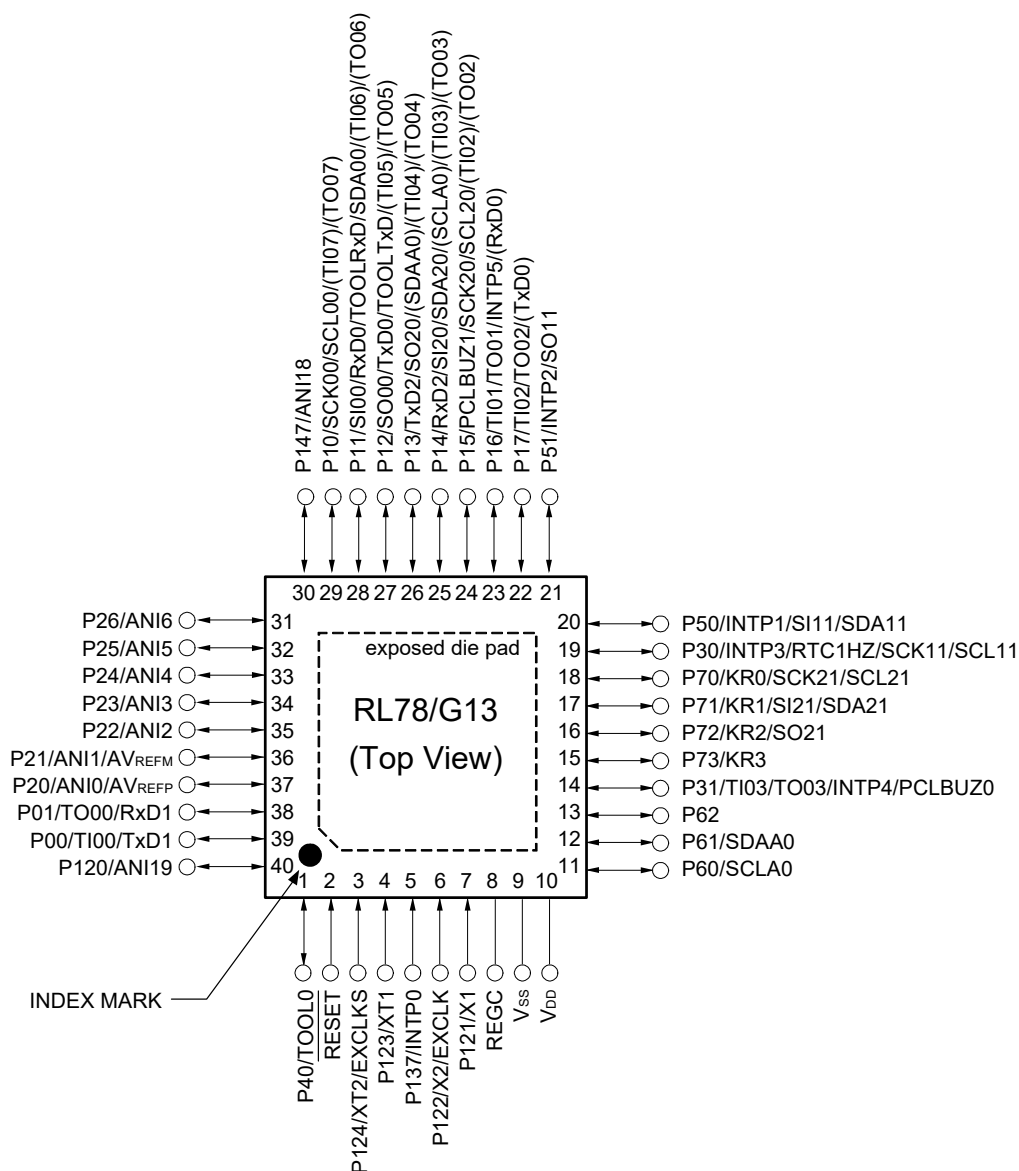 P147/ANI18
P10/SCK00/SCL00/(TI07)/(TO07)
P11/SI00/RxD0/TOOLRxD/SDA00/(TI06)/(TO06)
P12/SO00/TxD0/TOOLTxD/(TI05)/(TO05)
P13/TxD2/SO20/(SDAA0)/(TI04)/(TO04)
P14/RxD2/SI20/SDA20/(SCLA0)/(TI03)/(TO03)
P15/PCLBUZ1/SCK20/SCL20/(TI02)/(TO02)
P16/TI01/TO01/INTP5/(RxD0)
P17/TI02/TO02/(TxD0)
P51/INTP2/SO11
30 29 28 27 26 25 24 23 22 21
P26/ANI6 31
P25/ANI5 32
P24/ANI4 33
P23/ANI3 34
P22/ANI2 35
P21/ANI1/AVREFM 36
P20/ANI0/AVREFP 37
P01/TO00/RxD1 38
P00/TI00/TxD1 39
P120/ANI19 40
exposed die pad
RL78/G13
(Top View)
20 P50/INTP1/SI11/SDA11
19 P30/INTP3/RTC1HZ/SCK11/SCL11
18 P70/KR0/SCK21/SCL21
17 P71/KR1/SI21/SDA21
16 P72/KR2/SO21
15 P73/KR3
14 P31/TI03/TO03/INTP4/PCLBUZ0
13 P62
12 P61/SDAA0
11 P60/SCLA0
1 2 3 4 5 6 7 8 9 10
INDEX MARK
P40/TOOL0
RESET
P124/XT2/EXCLKS
P123/XT1
P137/INTP0
P122/X2/EXCLK
P121/X1
REGC
VSS
VDD